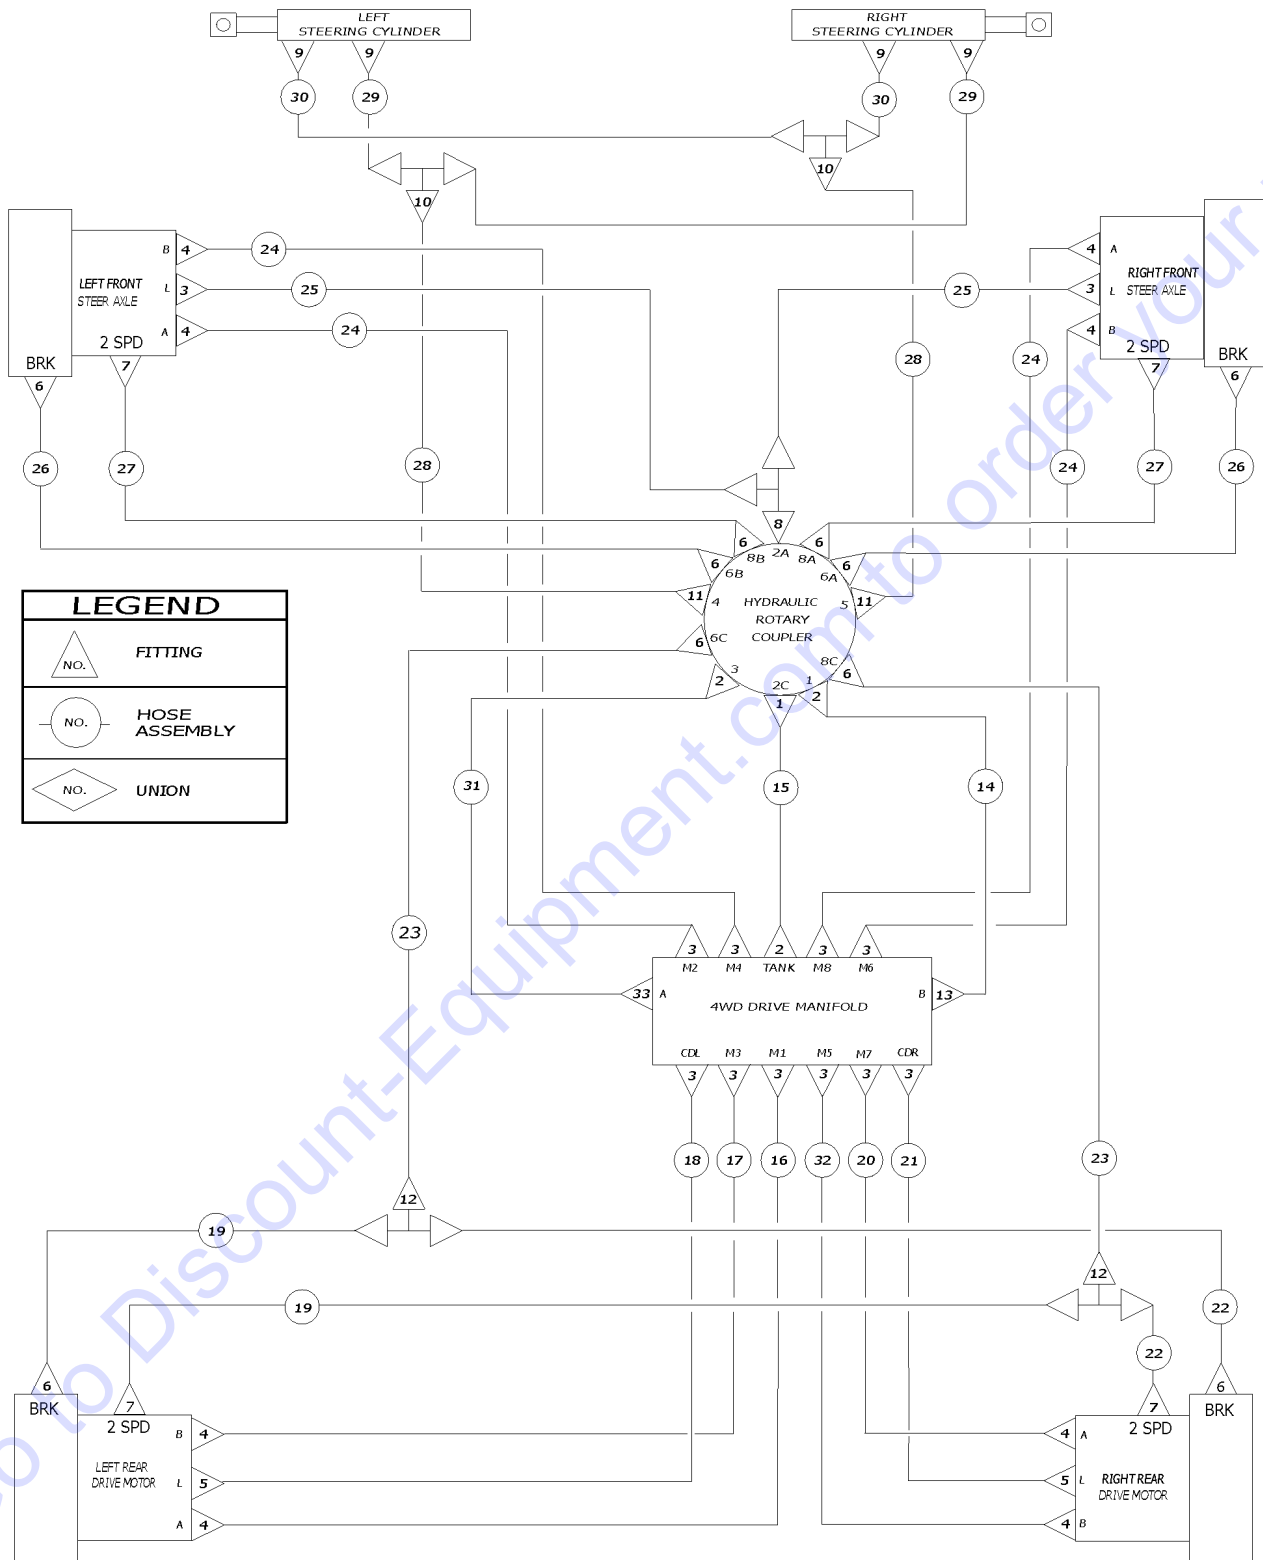 LEFT
STEERING CYLINDER
RIGHT
STEERING CYLINDER
9 9 9 9
30 29 30 29
10 10
B 4 24
LEFT FRONT
STEER AXLE
L 3 25
A 4 24
2 SPD
BRK
7
6
4 A
RIGHT FRONT
STEER AXLE
25 3 L
4 B
2 SPD
BRK
7
6
28 24
26 27 28 24 27 26
8
6 6
8B 2A 8A
6 6
6B 6A
11 4 5 11
HYDRAULIC
ROTARY
COUPLER
6 6C
3 8C 6
2 2C 1 2
1
LEGEND
NO. FITTING
NO. HOSE
ASSEMBLY
NO. UNION
31 15 14
23
3 3 2 3 3
M2 M4 TANK M8 M6
33 A B 13
4WD DRIVE MANIFOLD
CDL M3 M1 M5 M7 CDR
3 3 3 3 3 3
18 17 16 32 20 21 23
12
19
12
19 22
22
6
BRK
7
2 SPD
B 4
LEFT REAR
DRIVE MOTOR
L 5
A 4
7
2 SPD
6
BRK
4 A
5 L
RIGHT REAR
DRIVE MOTOR
4 B
to Discount-Equipment.com to order your